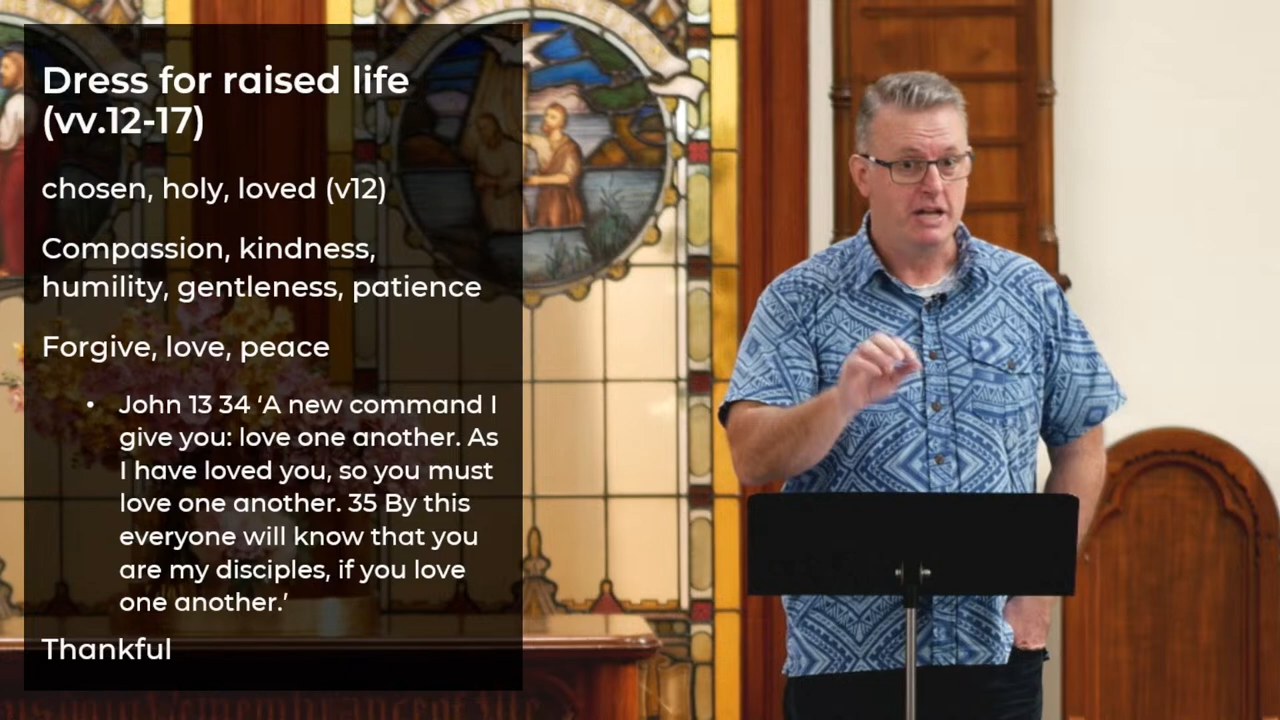 Dress for raised life
(vv.12-17)
chosen, holy, loved (v12)
Compassion, kindness,
humility, gentleness, patience
Forgive, love, peace
• John 13 34 ‘A new command I
give you: love one another. As
I have loved you, so you must
love one another. 35 By this
everyone will know that you
are my disciples, if you love
one another.’
Thankful